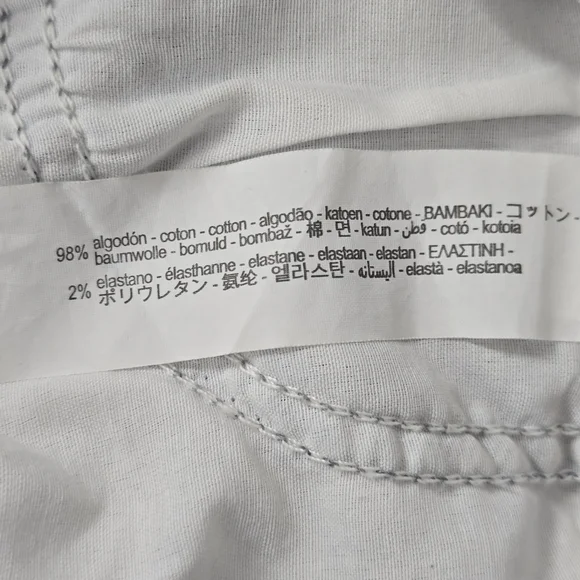 98% algodón - coton - cotton - algodão - katoen - cotone - BAMBAKI - コットン -
baumwolle - bomuld - bombaž - 棉 - 면 - katun - قطن - cotó - kotoia
2% elastano - élasthanne - elastane - elastaan - elastan - ΕΛΑΣΤΙΝΗ -
ポリウレタン - 氨纶 - 엘라스탄 - البستانه - elastà - elastanoa